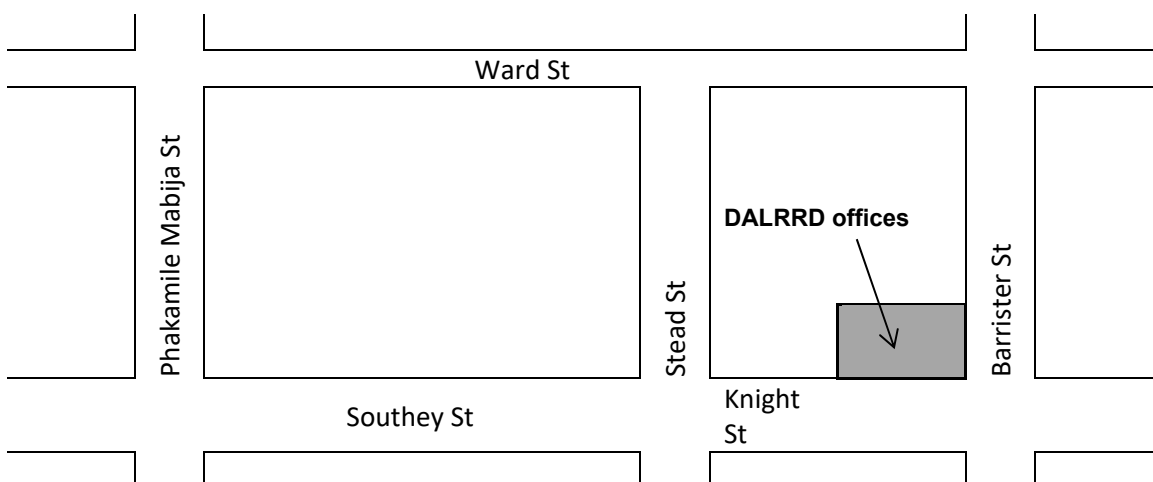 Ward St
Phakamile Mabija St
DALRRD offices
Stead St
Barrister St
Knight
St
Southey St